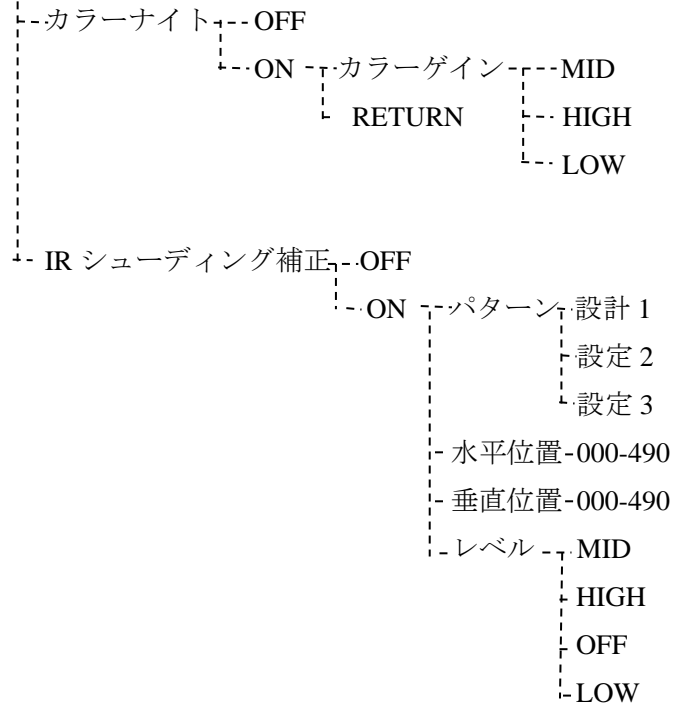 カラーナイト OFF
ON カラーゲイン MID
RETURN HIGH
LOW
IR シューディング補正 OFF
ON パターン 設計 1
設定 2
設定 3
水平位置 000-490
垂直位置 000-490
レベル MID
HIGH
OFF
LOW